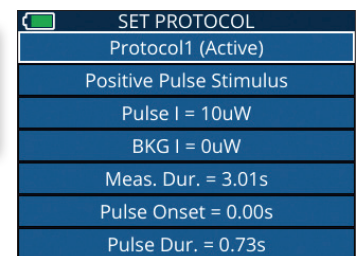 SET PROTOCOL
Protocol1 (Active)
Positive Pulse Stimulus
Pulse I = 10uW
BKG I = 0uW
Meas. Dur. = 3.01s
Pulse Onset = 0.00s
Pulse Dur. = 0.73s